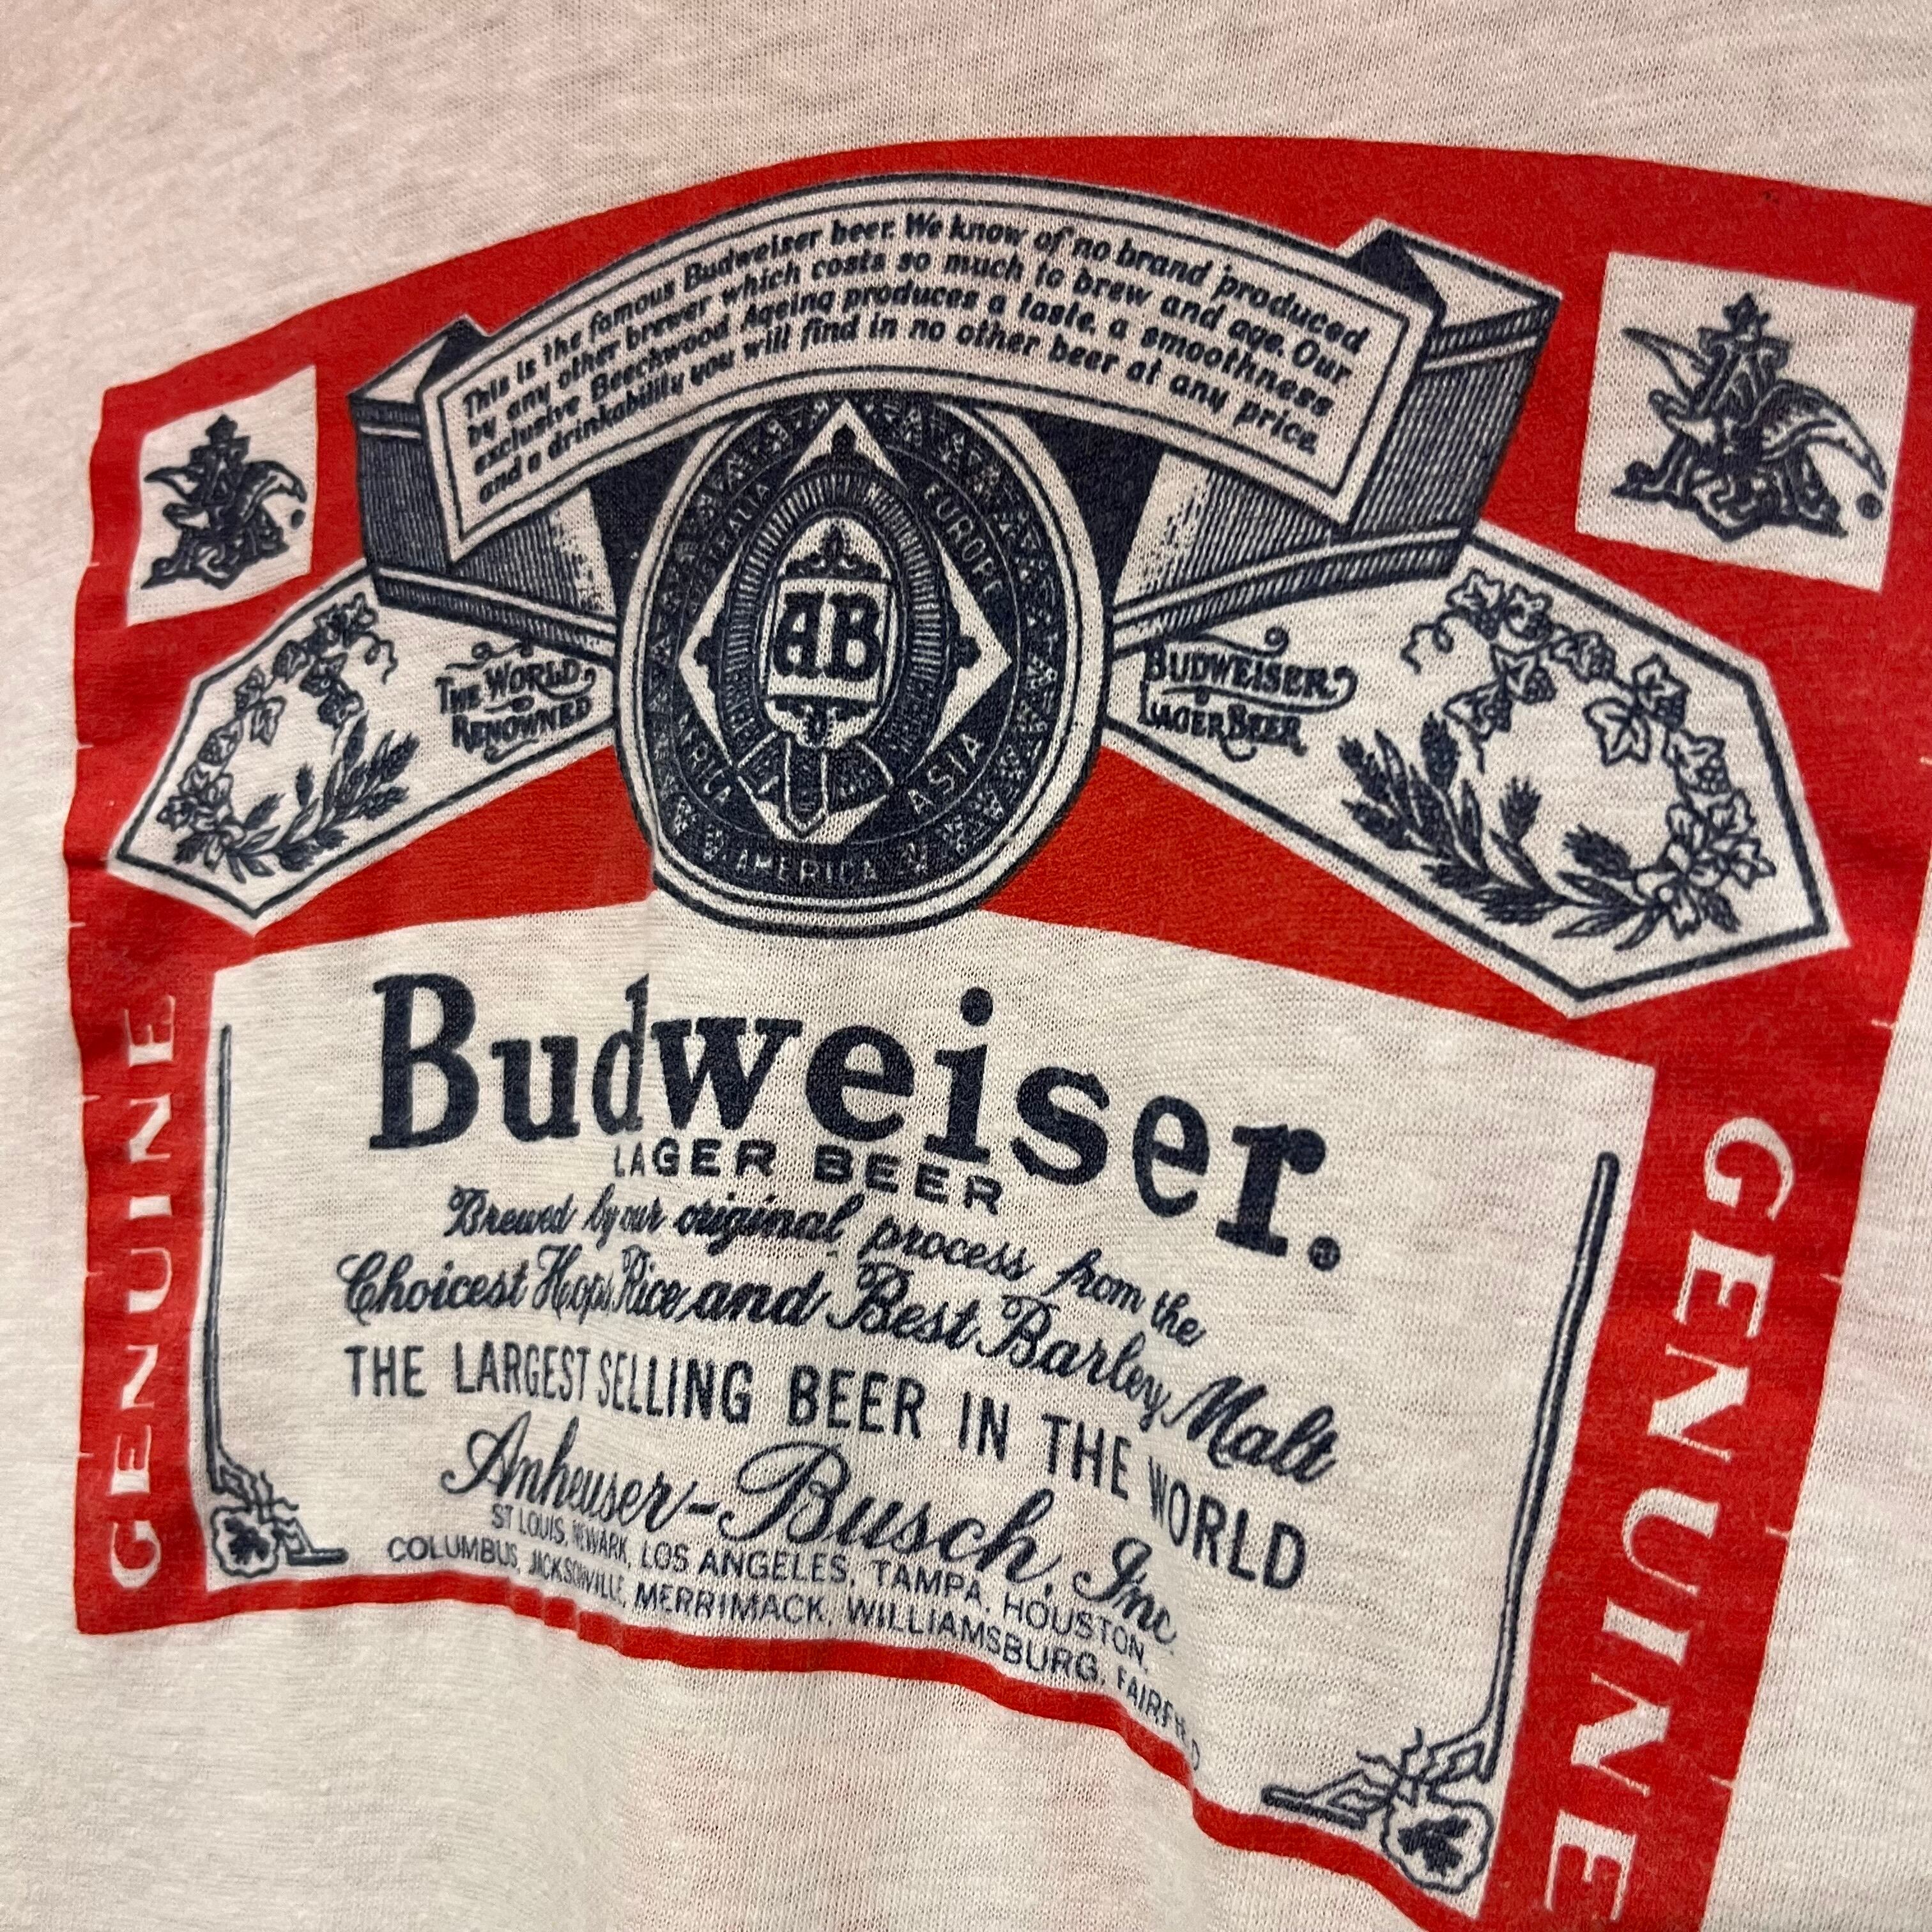 This is the famous Budweiser beer. We know of no brand produced
by any other brewer which costs so much to brew and age. Our
exclusive Beechwood Ageing produces a taste, a smoothness
and a drinkability you will find in no other beer at any price.
EUROPE
AB
THE WORLD
RENOWNED
BUDWEISER
LAGER BEER
AFRICA
ASIA
AMERICA
GENUINE
Budweiser.®
LAGER BEER
Brewed by our original process from the
Choicest Hops, Rice and Best Barley Malt
THE LARGEST SELLING BEER IN THE WORLD
Anheuser-Busch, Inc.
ST LOUIS, NEWARK, LOS ANGELES, TAMPA, HOUSTON,
COLUMBUS, JACKSONVILLE, MERRIMACK, WILLIAMSBURG, FAIRFIELD
GENUINE